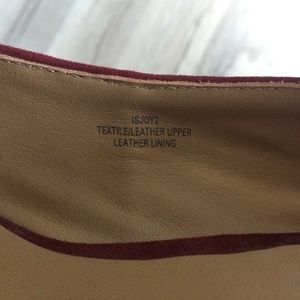 ISJOY2
TEXTILE/LEATHER UPPER
LEATHER LINING